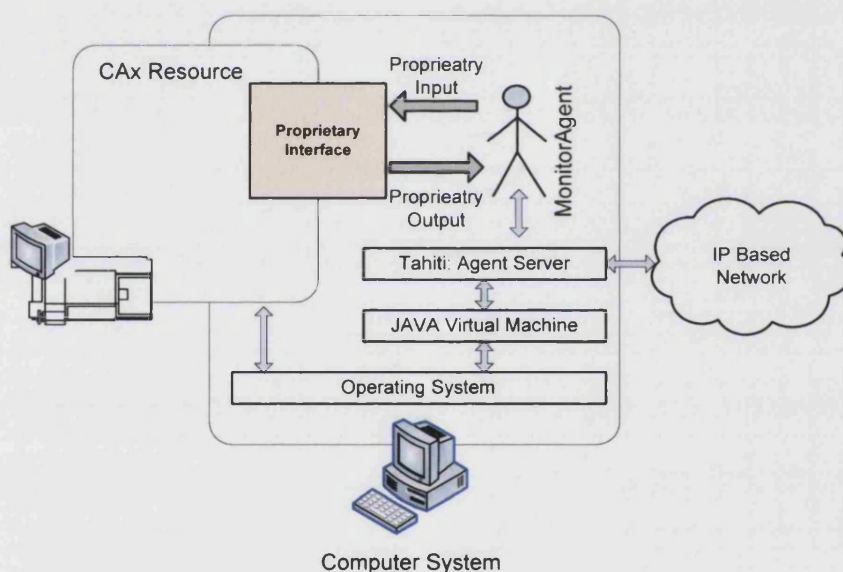 CAx Resource
Proprieatry
Input
Proprietary
Interface
Proprieatry
Output
MonitorAgent
Tahiti: Agent Server
JAVA Virtual Machine
Operating System
IP Based
Network
Computer System